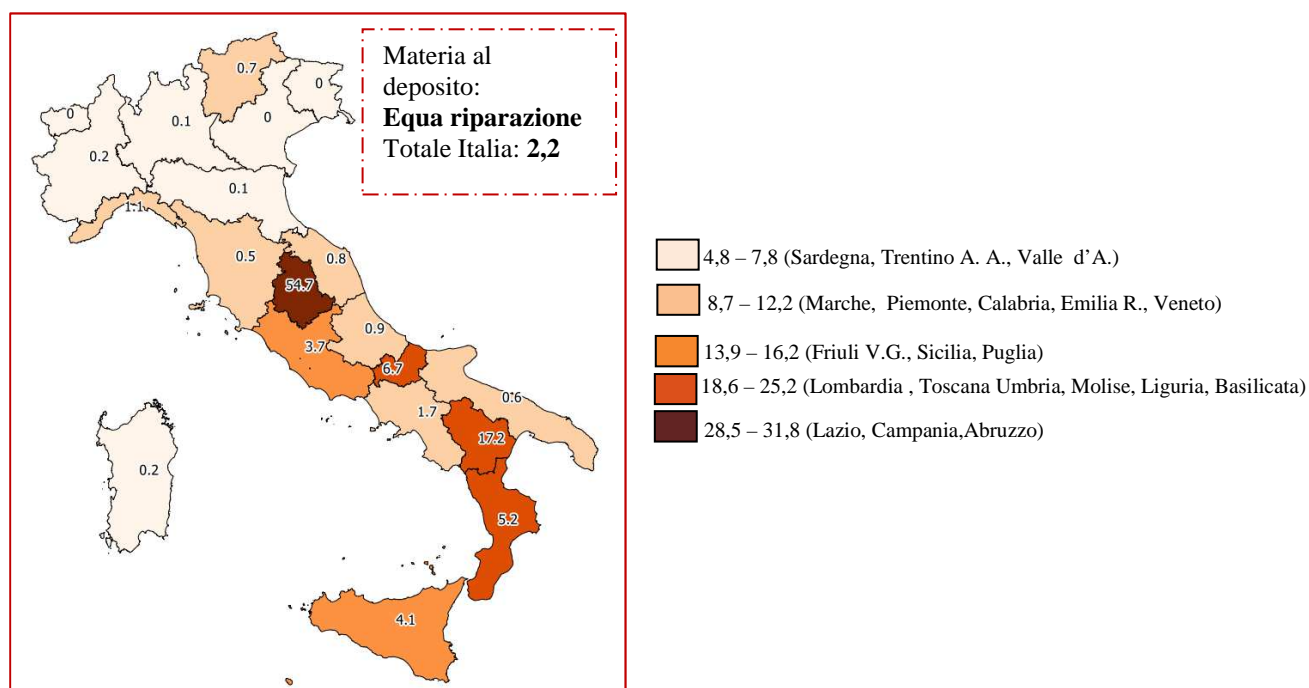 Materia al
deposito:
Equa riparazione
Totale Italia: 2,2
0.7
0
0
0.1
0
0.2
0.1
1.1
0.5
0.8
54.7
0.9
3.7
6.7
0.6
1.7
17.2
0.2
5.2
4.1
4,8 – 7,8 (Sardegna, Trentino A. A., Valle d’A.)
8,7 – 12,2 (Marche, Piemonte, Calabria, Emilia R., Veneto)
13,9 – 16,2 (Friuli V.G., Sicilia, Puglia)
18,6 – 25,2 (Lombardia , Toscana Umbria, Molise, Liguria, Basilicata)
28,5 – 31,8 (Lazio, Campania,Abruzzo)